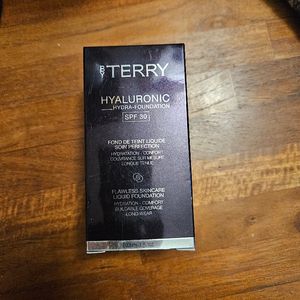 BY TERRY
HYALURONIC
HYDRA-FOUNDATION
SPF 30
FOND DE TEINT LIQUIDE
SOIN PERFECTION
HYDRATATION - CONFORT
COUVRANCE SUR MESURE
LONGUE TENUE
FLAWLESS SKINCARE
LIQUID FOUNDATION
HYDRATION - COMFORT
BUILDABLE COVERAGE
LONG-WEAR